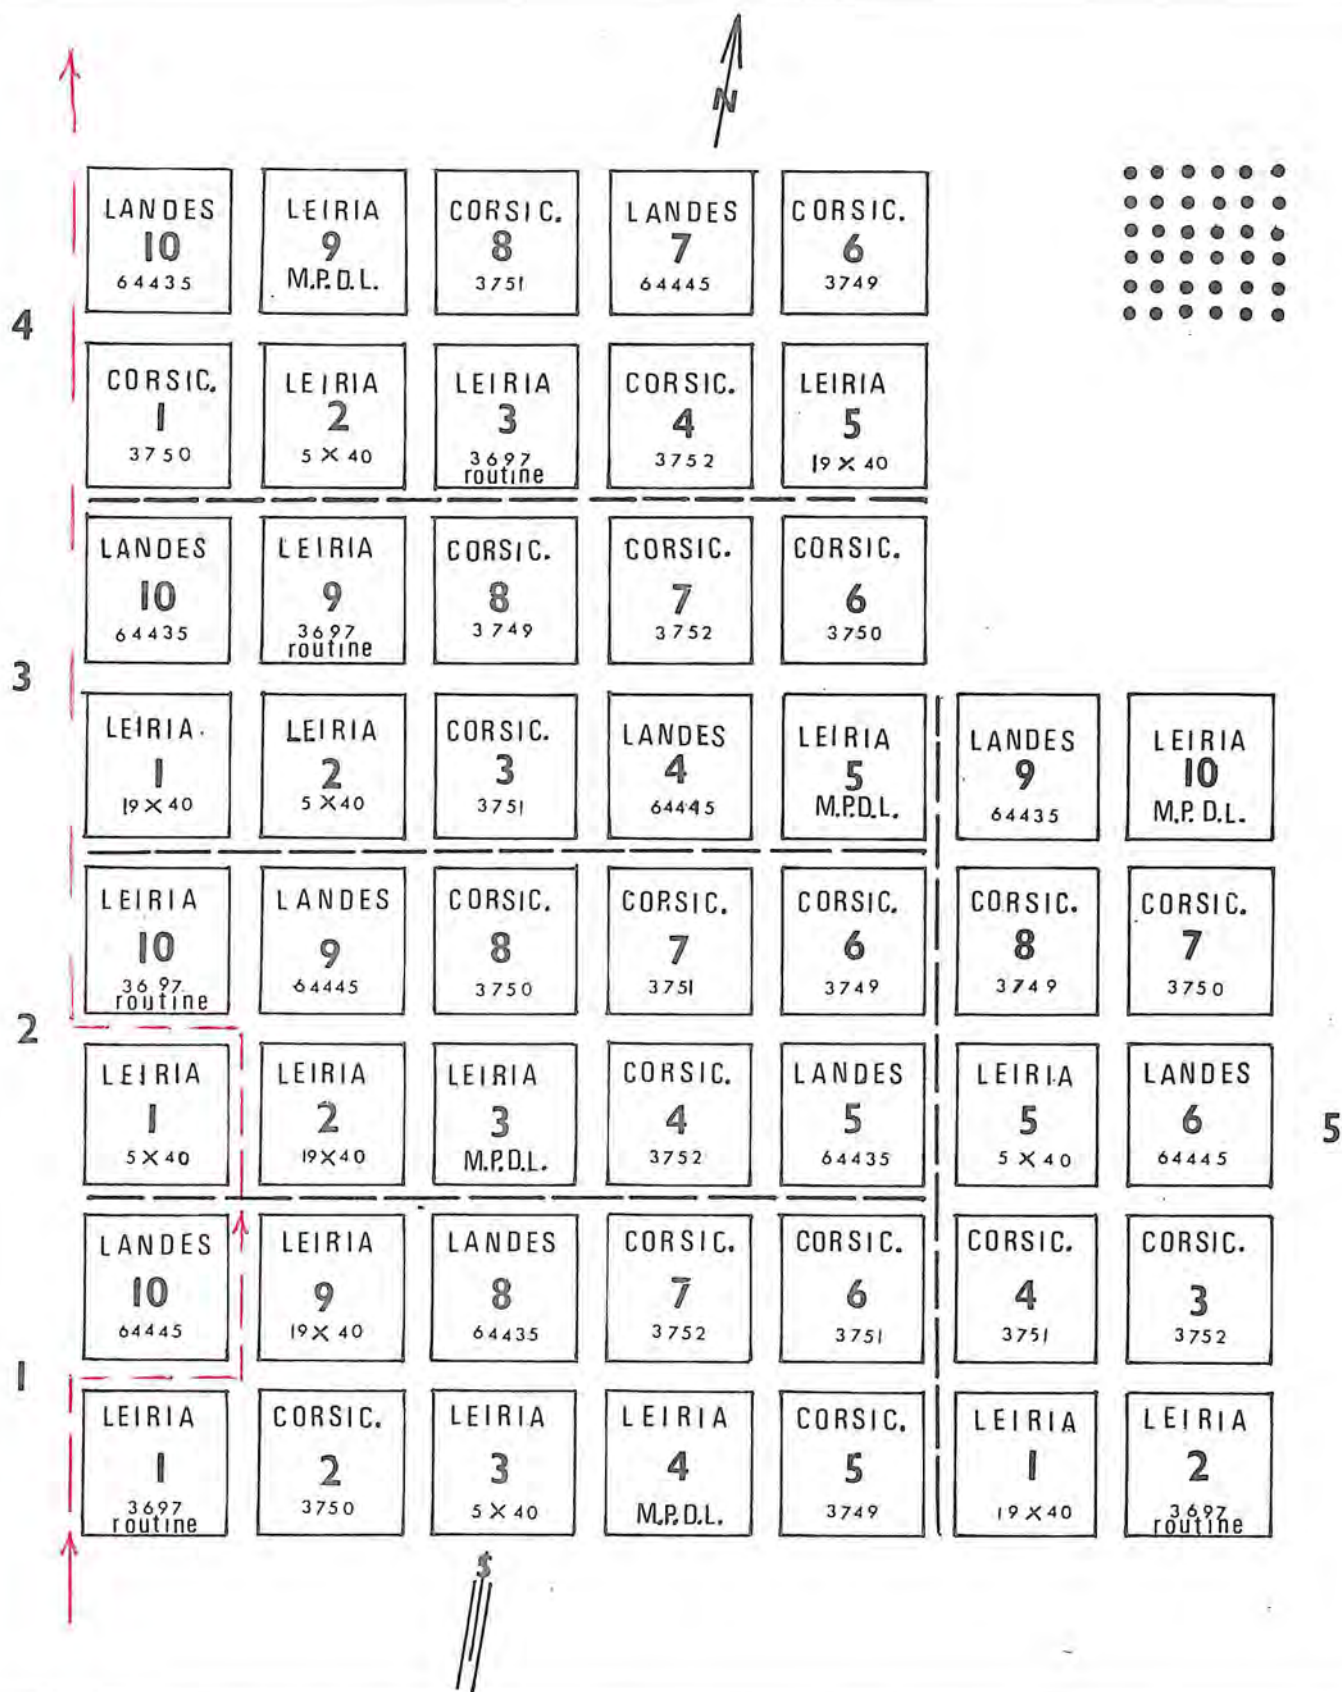 N
LANDES
10
64435
LEIRIA
9
M.P.D.L.
CORSIC.
8
3751
LANDES
7
64445
CORSIC.
6
3749
4
CORSIC.
1
3750
LEIRIA
2
5 X 40
LEIRIA
3
3697
routine
CORSIC.
4
3752
LEIRIA
5
19 X 40
LANDES
10
64435
LEIRIA
9
3697
routine
CORSIC.
8
3749
CORSIC.
7
3752
CORSIC.
6
3750
3
LEIRIA.
1
19 X 40
LEIRIA
2
5 X 40
CORSIC.
3
3751
LANDES
4
64445
LEIRIA
5
M.P.D.L.
LANDES
9
64435
LEIRIA
10
M.P.D.L.
LEIRIA
10
3697
routine
LANDES
9
64445
CORSIC.
8
3750
CORSIC.
7
3751
CORSIC.
6
3749
CORSIC.
8
3749
CORSIC.
7
3750
2
LEIRIA
1
5 X 40
LEIRIA
2
19 X 40
LEIRIA
3
M.P.D.L.
CORSIC.
4
3752
LANDES
5
64435
LEIRIA
5
5 X 40
LANDES
6
64445
5
LANDES
10
64445
LEIRIA
9
19 X 40
LANDES
8
64435
CORSIC.
7
3752
CORSIC.
6
3751
CORSIC.
4
3751
CORSIC.
3
3752
1
LEIRIA
1
3697
routine
CORSIC.
2
3750
LEIRIA
3
5 X 40
LEIRIA
4
M.P.D.L.
CORSIC.
5
3749
LEIRIA
1
19 X 40
LEIRIA
2
3697
routine
S